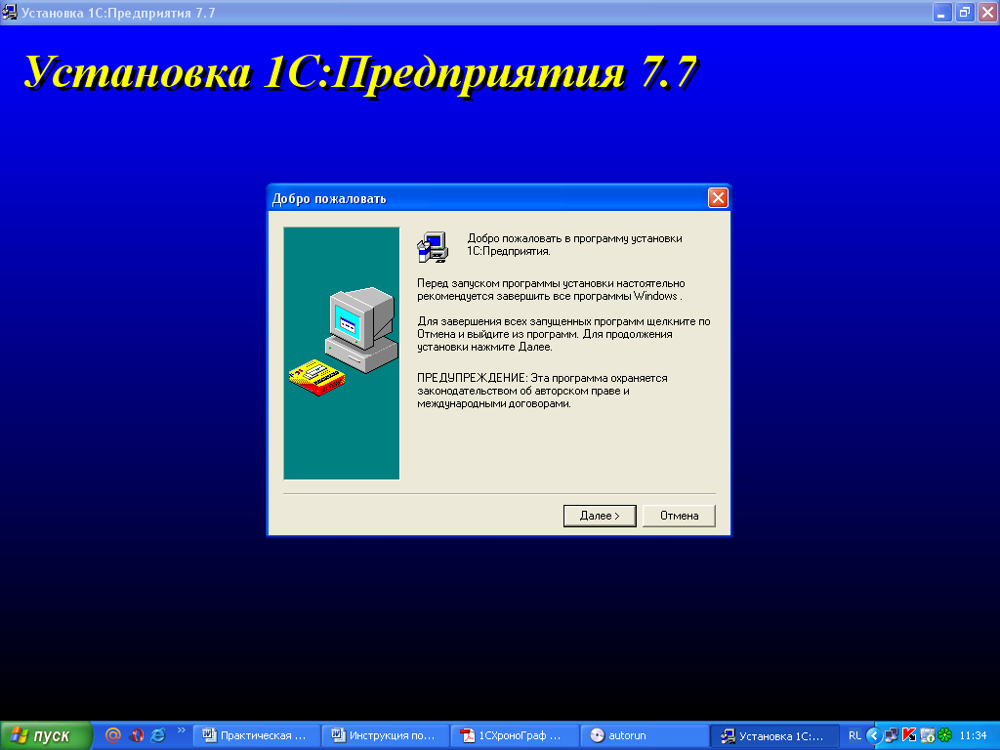 Установка 1С:Предприятия 7.7
Установка 1С:Предприятия 7.7
Добро пожаловать
Добро пожаловать в программу установки
1С:Предприятия.
Перед запуском программы установки настоятельно
рекомендуется завершить все программы Windows .
Для завершения всех запущенных программ щелкните по
Отмена и выйдите из программ. Для продолжения
установки нажмите Далее.
ПРЕДУПРЕЖДЕНИЕ: Эта программа охраняется
законодательством об авторском праве и
международными договорами.
Далее >
Отмена
пуск
Практическая ...
Инструкция по...
1СХроноГраф ...
autorun
Установка 1С:...
RL
11:34